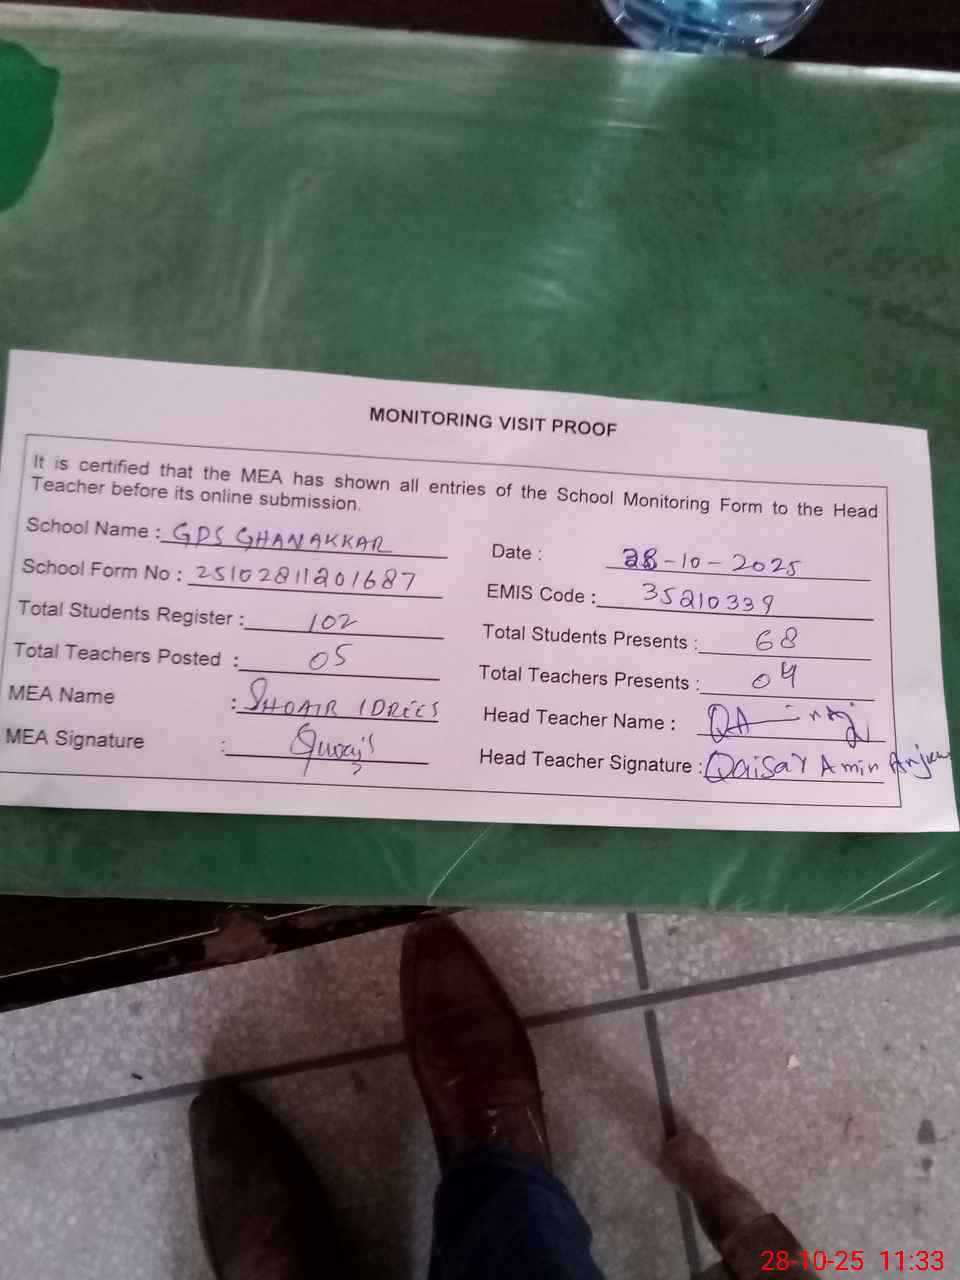 MONITORING VISIT PROOF
It is certified that the MEA has shown all entries of the School Monitoring Form to the Head
Teacher before its online submission.
School Name : GDS GHANAKKAR
Date : 28-10-2025
School Form No : 25102811201687
EMIS Code : 35210339
Total Students Register : 102
Total Students Presents : 68
Total Teachers Posted : 05
Total Teachers Presents : 04
MEA Name : SHOAIB IDREES
Head Teacher Name :
MEA Signature :
Head Teacher Signature : Qaisar Amin Anjum
28-10-25 11:33